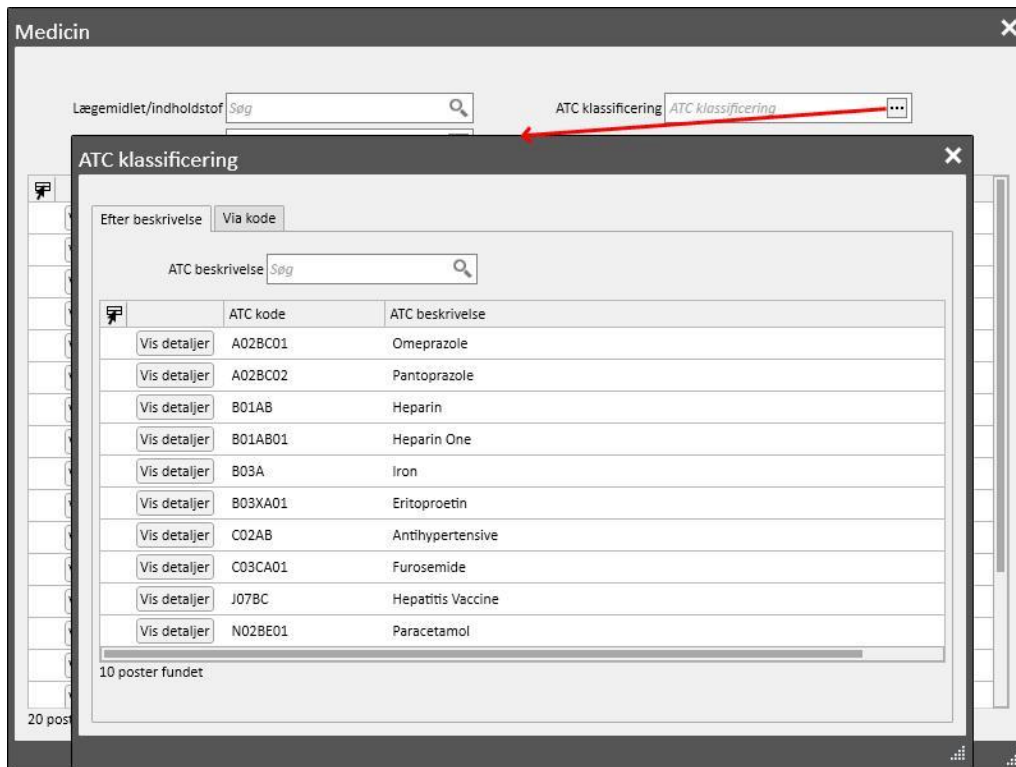 Medicin
Lægemidlet/indholdstof Søg ATC klassificering ATC klassificering
ATC klassificering
Efter beskrivelse Via kode
ATC beskrivelse Søg
ATC kode ATC beskrivelse
Vis detaljer A02BC01 Omeprazole
Vis detaljer A02BC02 Pantoprazole
Vis detaljer B01AB Heparin
Vis detaljer B01AB01 Heparin One
Vis detaljer B03A Iron
Vis detaljer B03XA01 Eritoproetin
Vis detaljer C02AB Antihypertensive
Vis detaljer C03CA01 Furosemide
Vis detaljer J07BC Hepatitis Vaccine
Vis detaljer N02BE01 Paracetamol
10 poster fundet
20 post